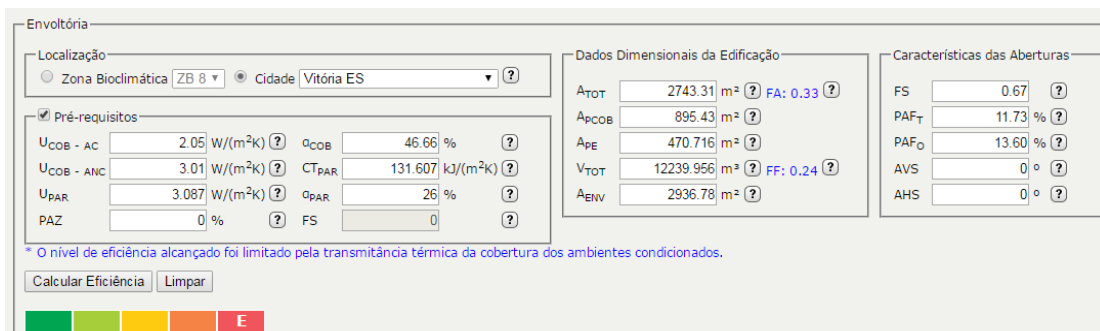 Envoltória
Localização
Zona Bioclimática ZB 8 Cidade Vitória ES ?
Pré-requisitos
UCOB - AC 2.05 W/(m²K) ? αCOB 46.66 % ?
UCOB - ANC 3.01 W/(m²K) ? CTPAR 131.607 kJ/(m²K) ?
UPAR 3.087 W/(m²K) ? αPAR 26 % ?
PAZ 0 % ? FS 0 ?
Dados Dimensionais da Edificação
ATOT 2743.31 m² ? FA: 0.33 ?
APCOB 895.43 m² ?
APE 470.716 m² ?
VTOT 12239.956 m³ ? FF: 0.24 ?
AENV 2936.78 m² ?
Características das Aberturas
FS 0.67 ?
PAFT 11.73 % ?
PAFO 13.60 % ?
AVS 0 º ?
AHS 0 º ?
* O nível de eficiência alcançado foi limitado pela transmitância térmica da cobertura dos ambientes condicionados.
Calcular Eficiência Limpar
E